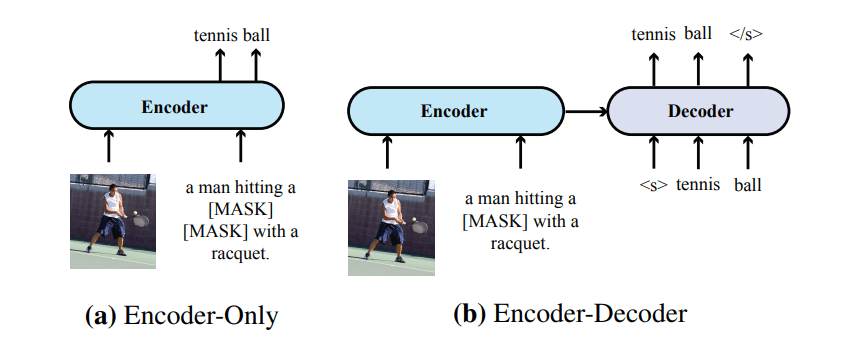 tennis ball
Encoder
a man hitting a
[MASK]
[MASK] with a
racquet.
(a) Encoder-Only
tennis ball </s>
Encoder
Decoder
a man hitting a
[MASK] with a
racquet.
<s> tennis ball
(b) Encoder-Decoder